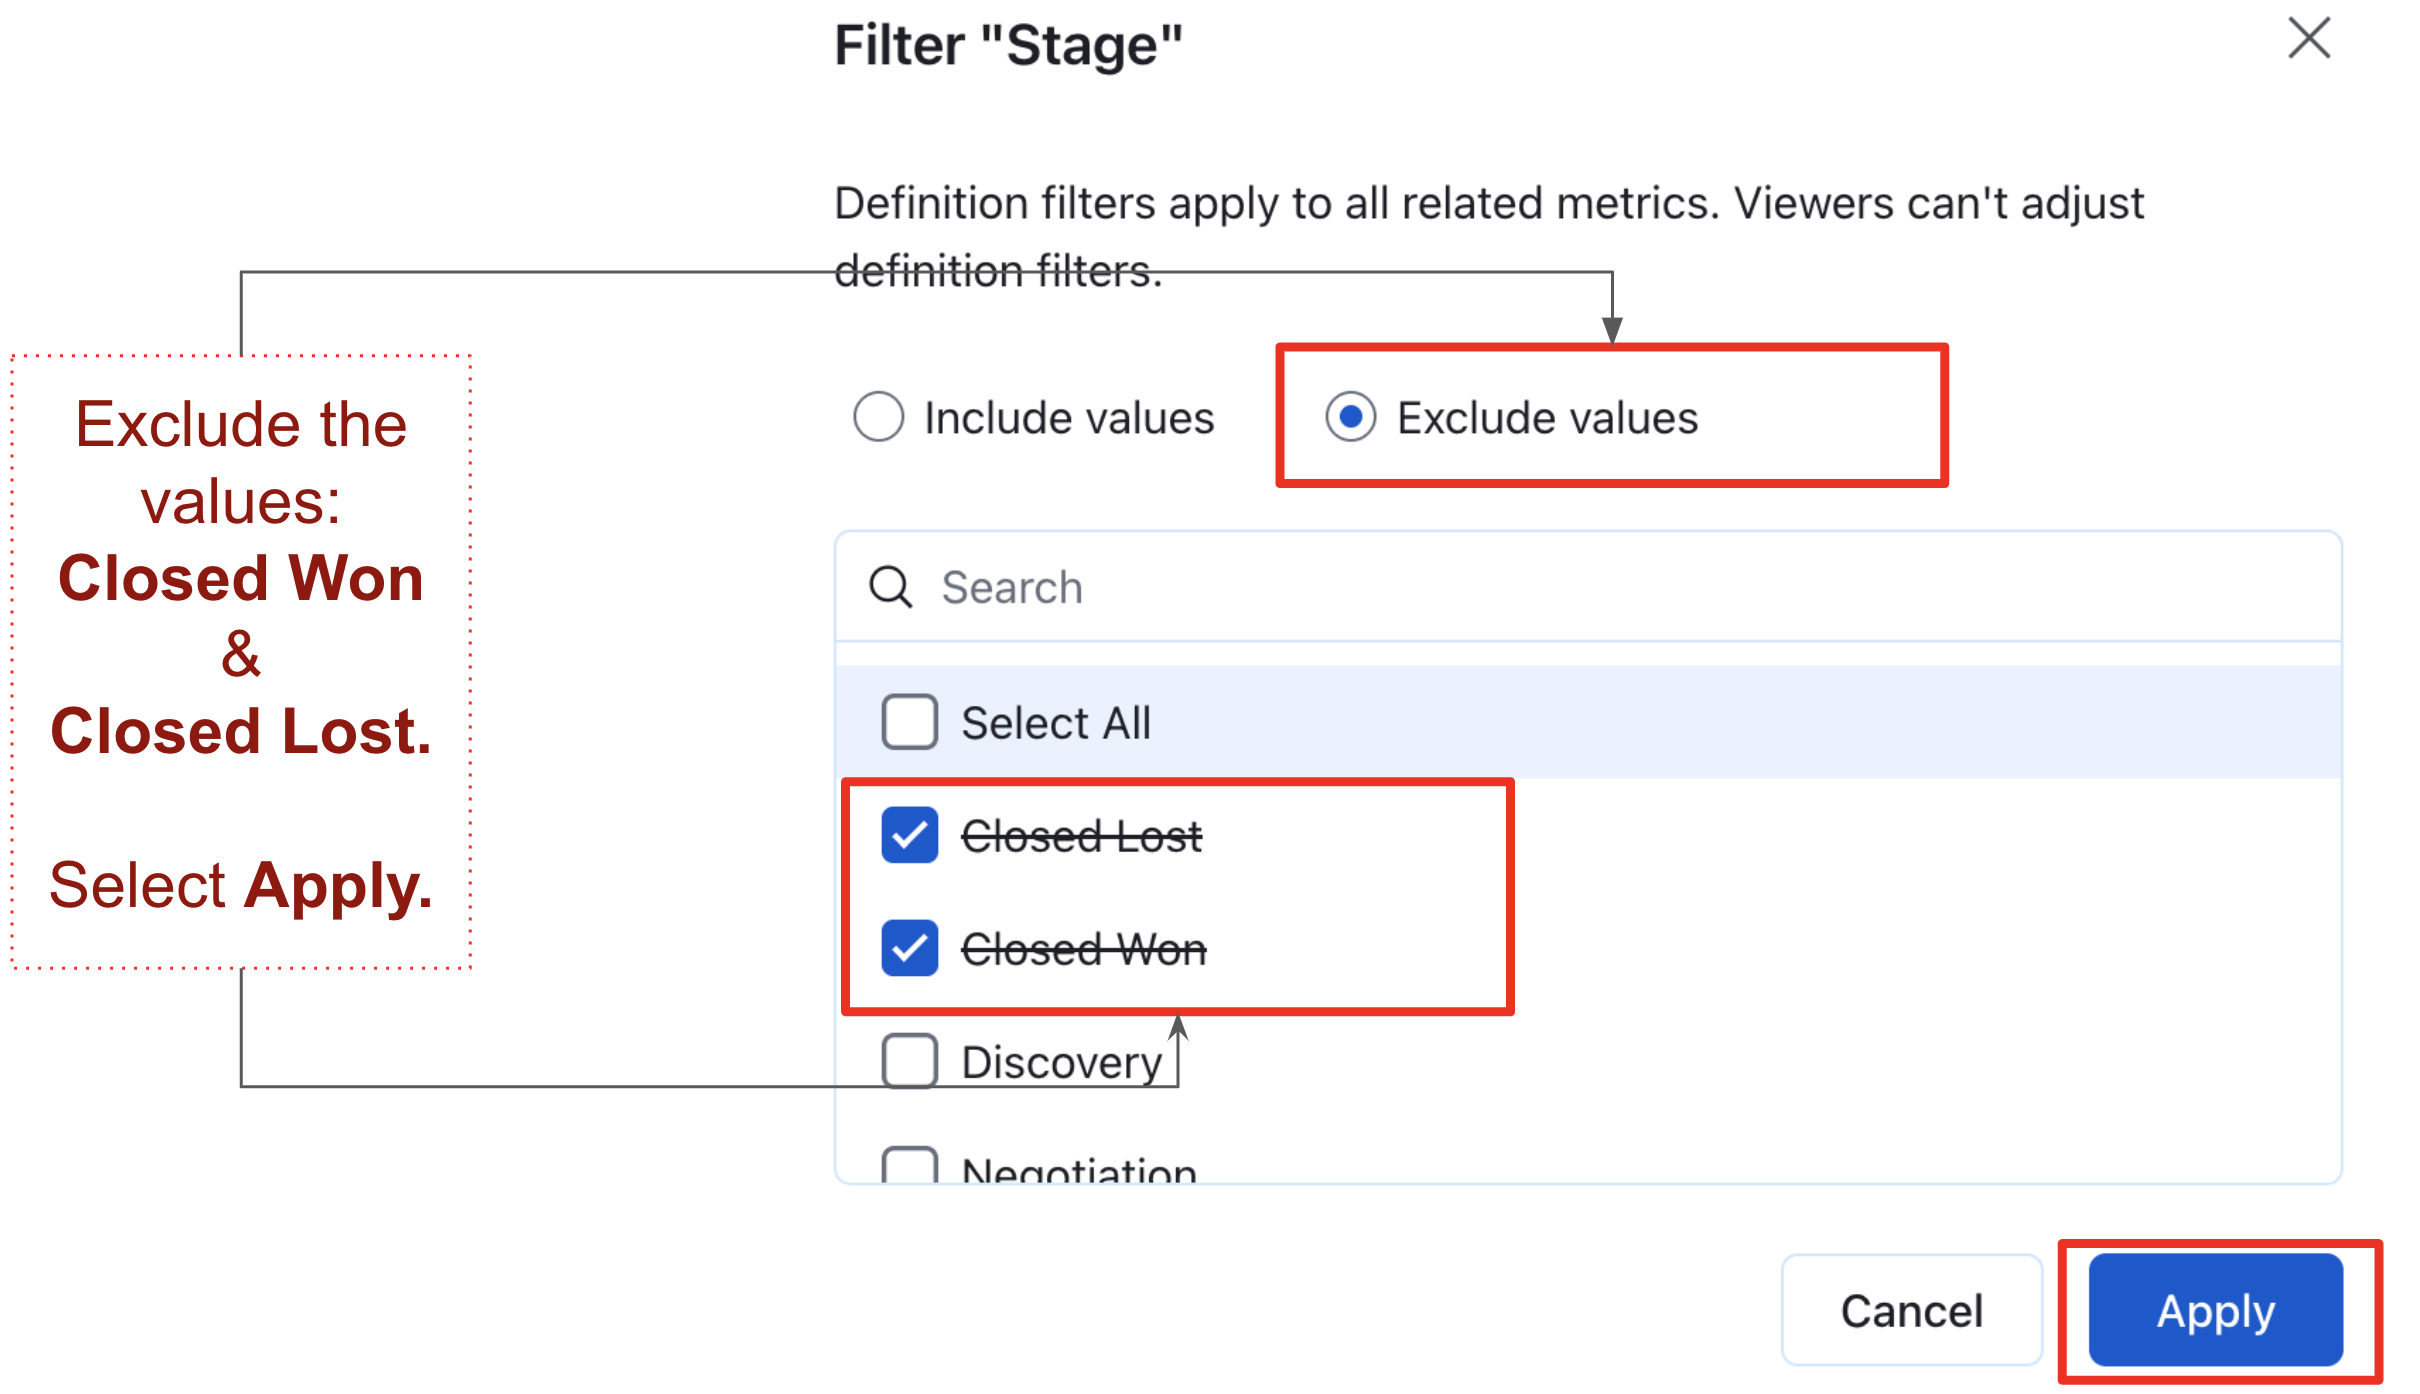 Filter "Stage"
Definition filters apply to all related metrics. Viewers can't adjust
definition filters.
Exclude the
values:
Closed Won
&
Closed Lost.
Select Apply.
Include values
Exclude values
Search
Select All
Closed Lost
Closed Won
Discovery
Negotiation
Cancel
Apply